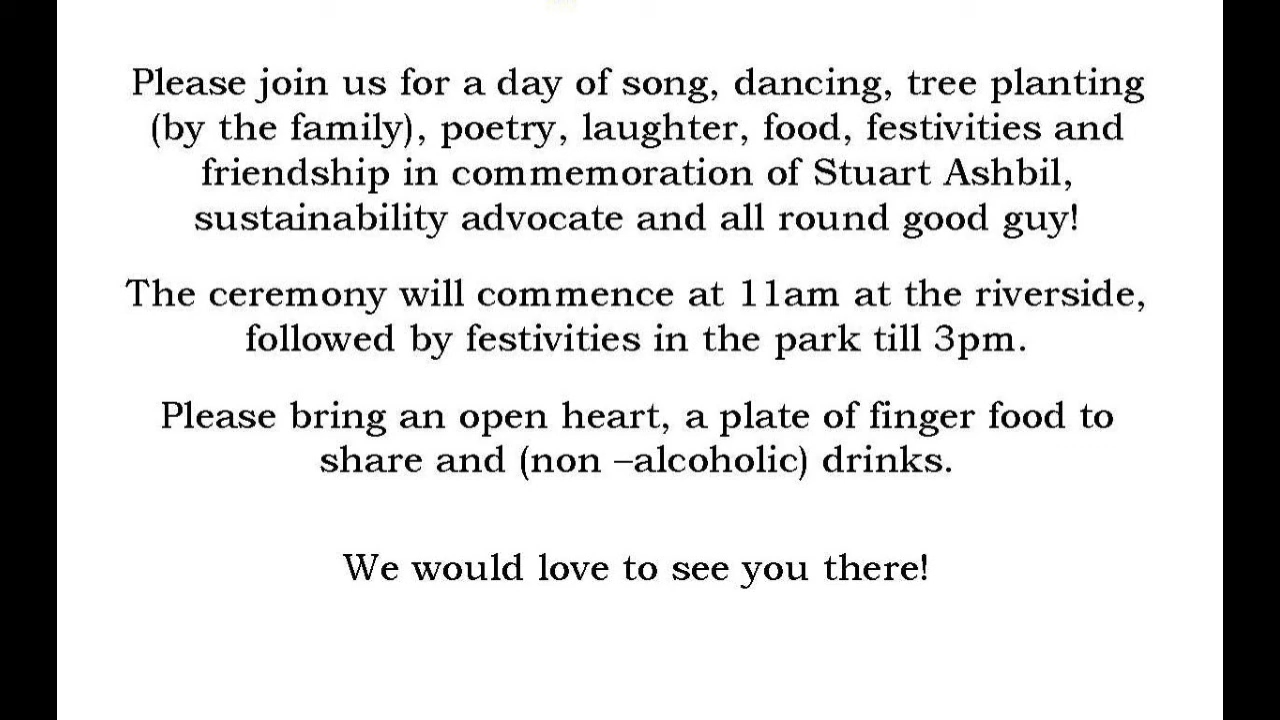 Please join us for a day of song, dancing, tree planting
(by the family), poetry, laughter, food, festivities and
friendship in commemoration of Stuart Ashbil,
sustainability advocate and all round good guy!
The ceremony will commence at 11am at the riverside,
followed by festivities in the park till 3pm.
Please bring an open heart, a plate of finger food to
share and (non –alcoholic) drinks.
We would love to see you there!